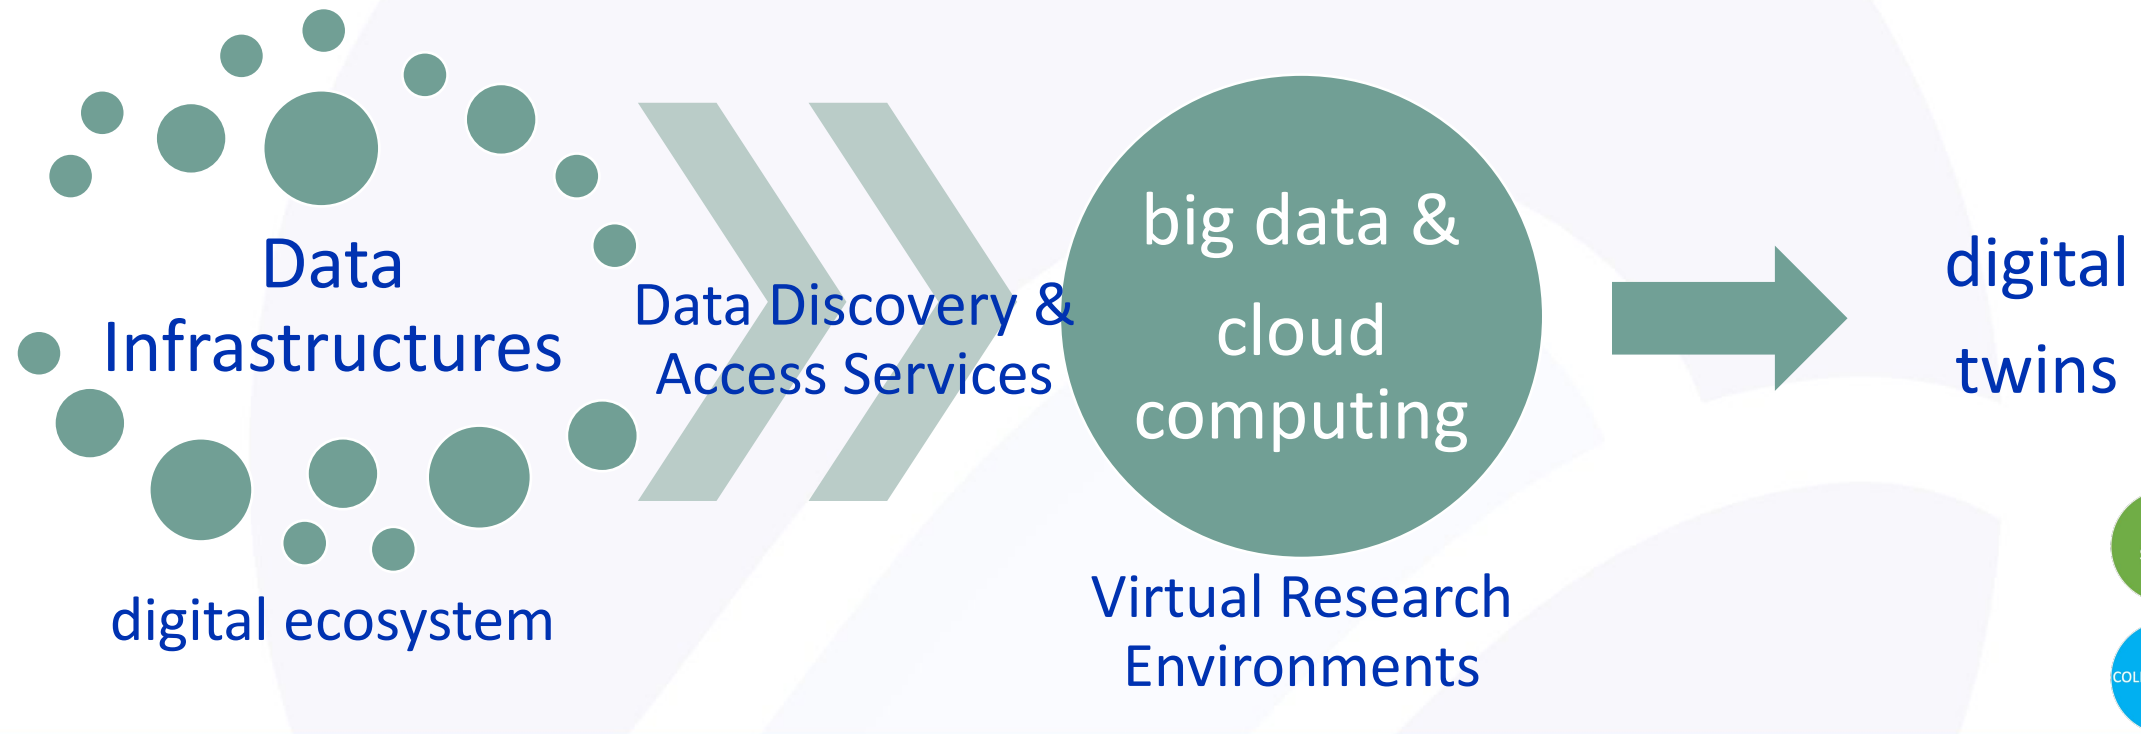 Data
Infrastructures
digital ecosystem
Data Discovery &
Access Services
big data &
cloud
computing
Virtual Research
Environments
digital
twins